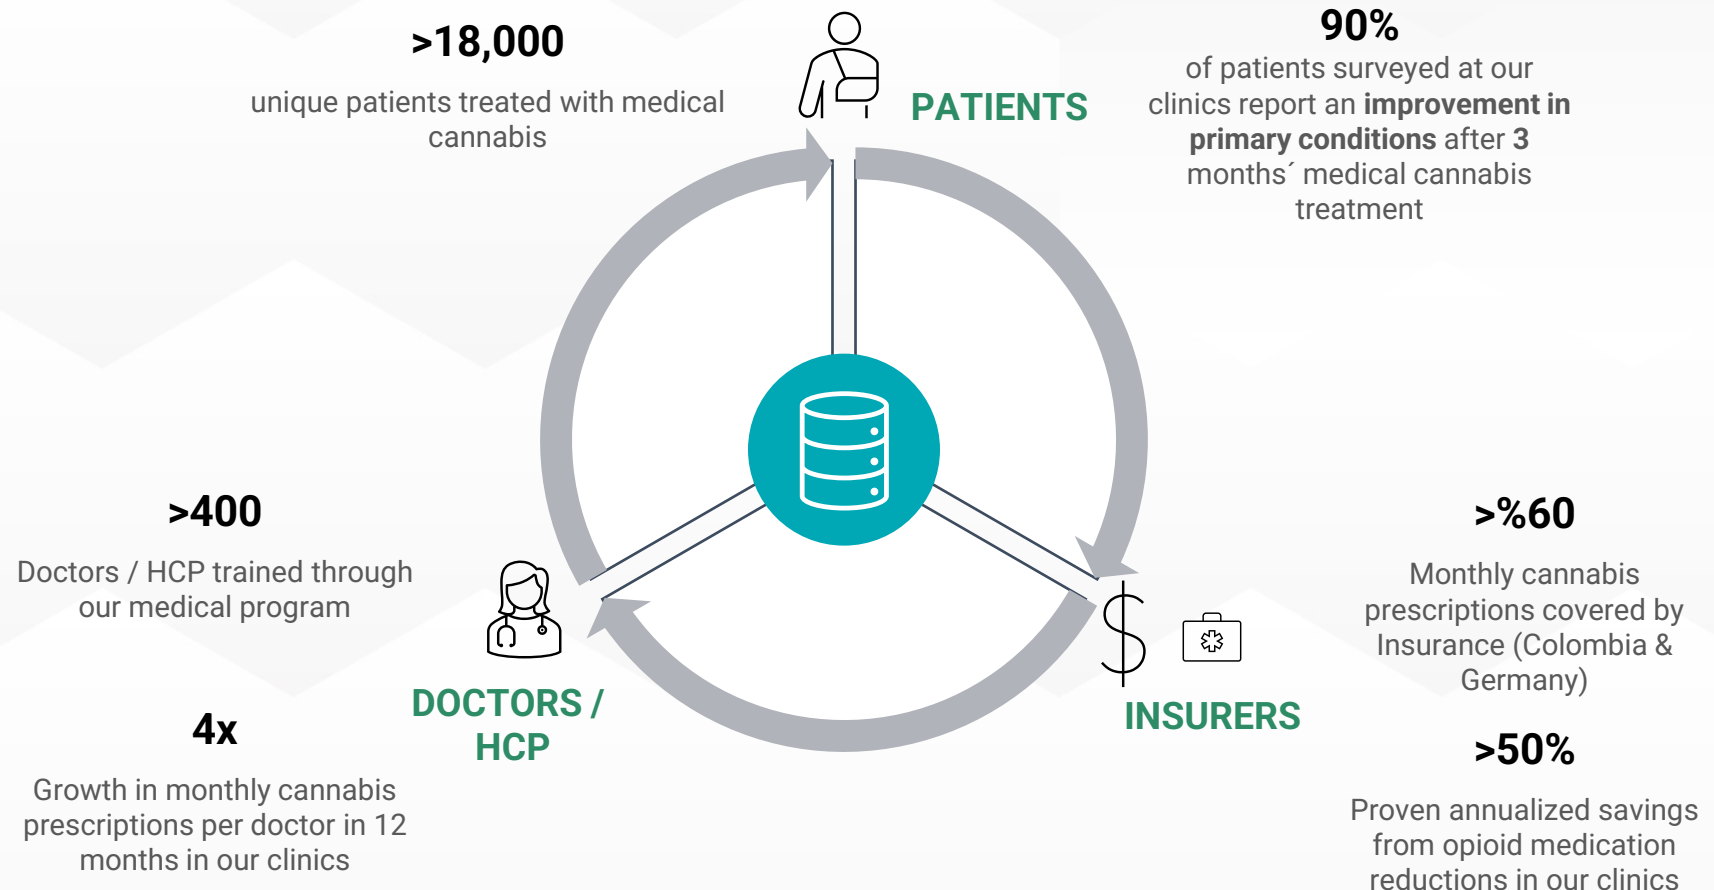 >18,000
unique patients treated with medical
cannabis
PATIENTS
90%
of patients surveyed at our
clinics report an improvement in
primary conditions after 3
months´ medical cannabis
treatment
>400
Doctors / HCP trained through
our medical program
4x
Growth in monthly cannabis
prescriptions per doctor in 12
months in our clinics
DOCTORS /
HCP
$
INSURERS
>%60
Monthly cannabis
prescriptions covered by
Insurance (Colombia &
Germany)
>50%
Proven annualized savings
from opioid medication
reductions in our clinics